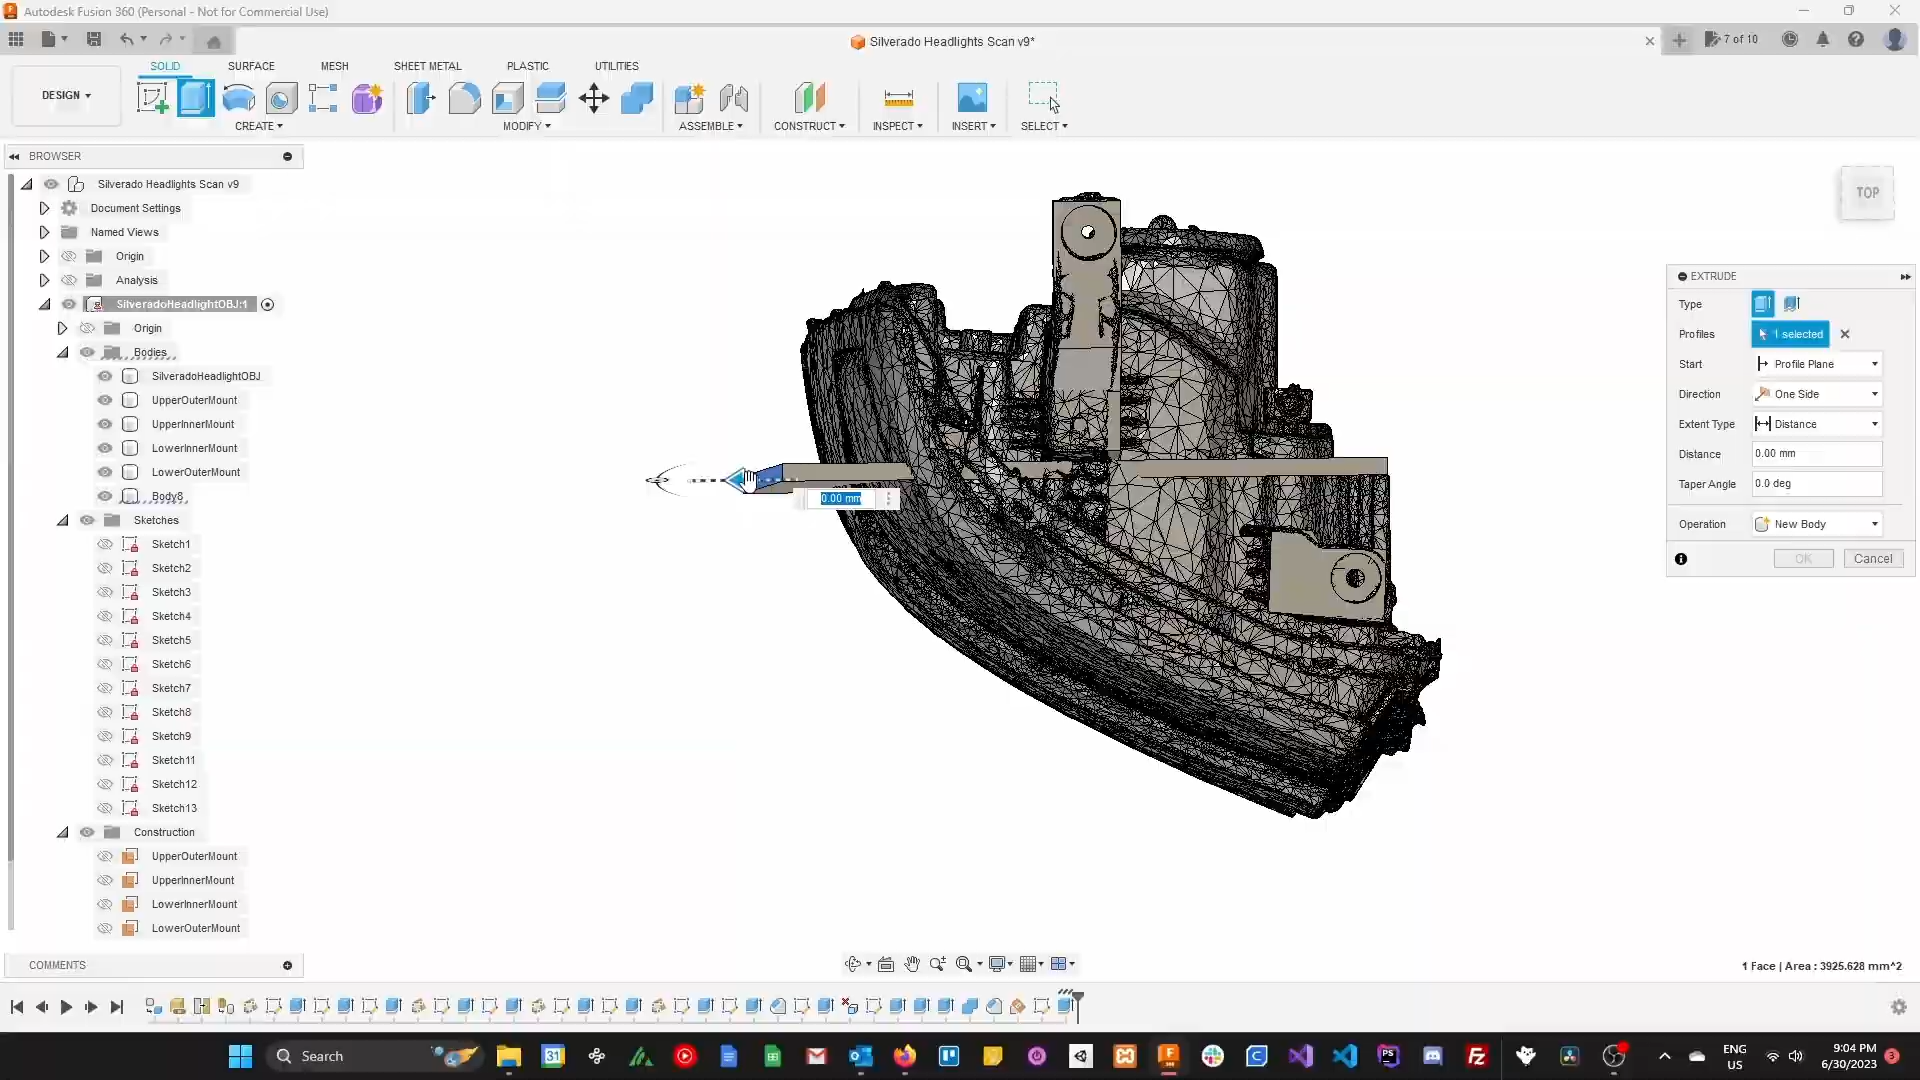 Autodesk Fusion 360 (Personal - Not for Commercial Use)
Silverado Headlights Scan v9*
7 of 10
SOLID
SURFACE
MESH
SHEET METAL
PLASTIC
UTILITIES
DESIGN
CREATE
MODIFY
ASSEMBLE
CONSTRUCT
INSPECT
INSERT
SELECT
BROWSER
Silverado Headlights Scan v9
Document Settings
Named Views
Origin
Analysis
SilveradoHeadlightOBJ:1
Origin
Bodies
SilveradoHeadlightOBJ
UpperOuterMount
UpperInnerMount
LowerInnerMount
LowerOuterMount
Body8
Sketches
Sketch1
Sketch2
Sketch3
Sketch4
Sketch5
Sketch6
Sketch7
Sketch8
Sketch9
Sketch11
Sketch12
Sketch13
Construction
UpperOuterMount
UpperInnerMount
LowerInnerMount
LowerOuterMount
COMMENTS
0.00 mm
TOP
EXTRUDE
Type
Profiles 1 selected
Start Profile Plane
Direction One Side
Extent Type Distance
Distance 0.00 mm
Taper Angle 0.0 deg
Operation New Body
OK Cancel
1 Face | Area : 3925.628 mm^2
Search
31
ENG
US
9:04 PM
6/30/2023
3